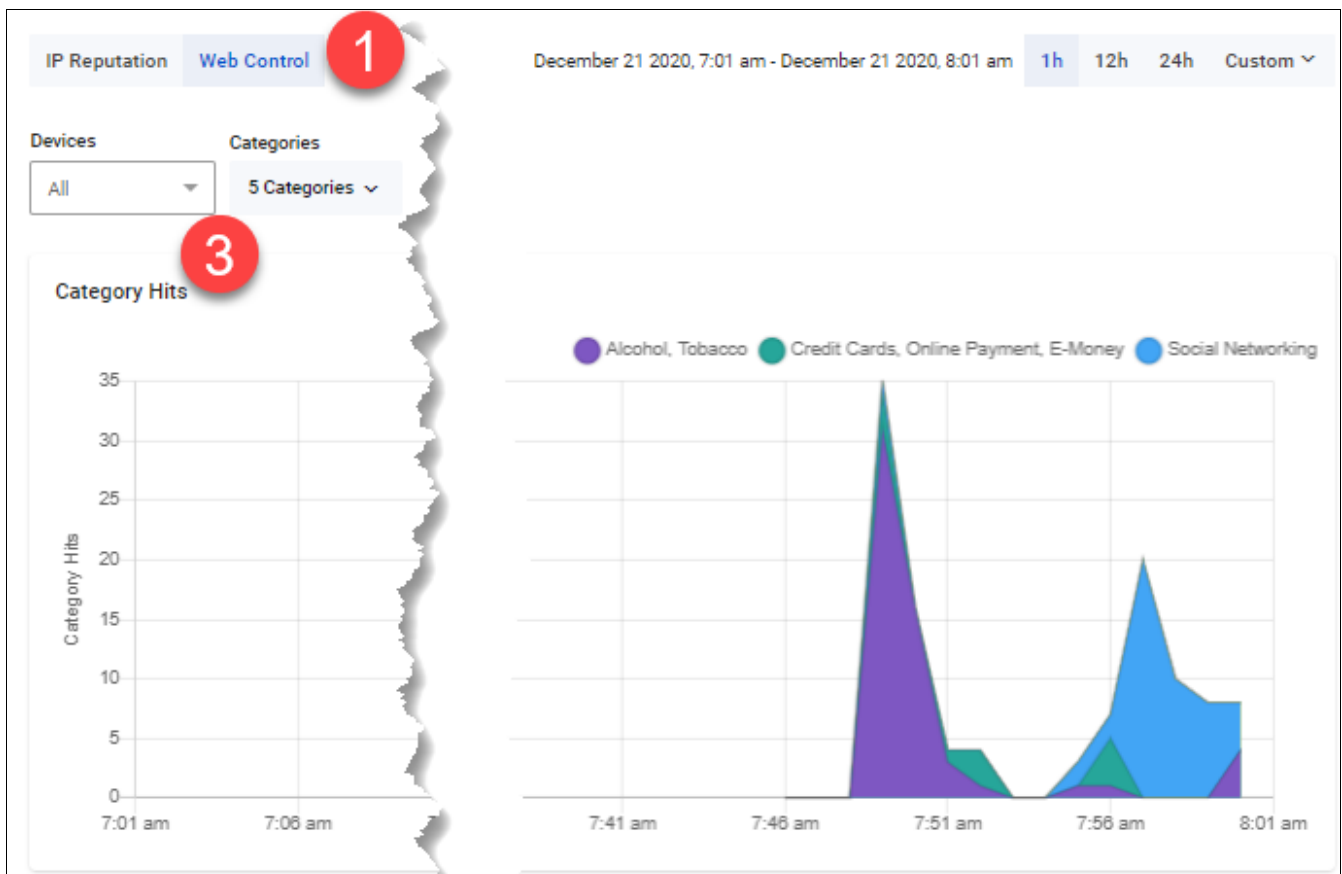 IP Reputation Web Control 1 December 21 2020, 7:01 am - December 21 2020, 8:01 am 1h 12h 24h Custom
Devices Categories
All 5 Categories
3
Category Hits
Alcohol, Tobacco Credit Cards, Online Payment, E-Money Social Networking
35
30
25
20
15
10
5
0
Category Hits
7:01 am 7:06 am 7:41 am 7:46 am 7:51 am 7:56 am 8:01 am